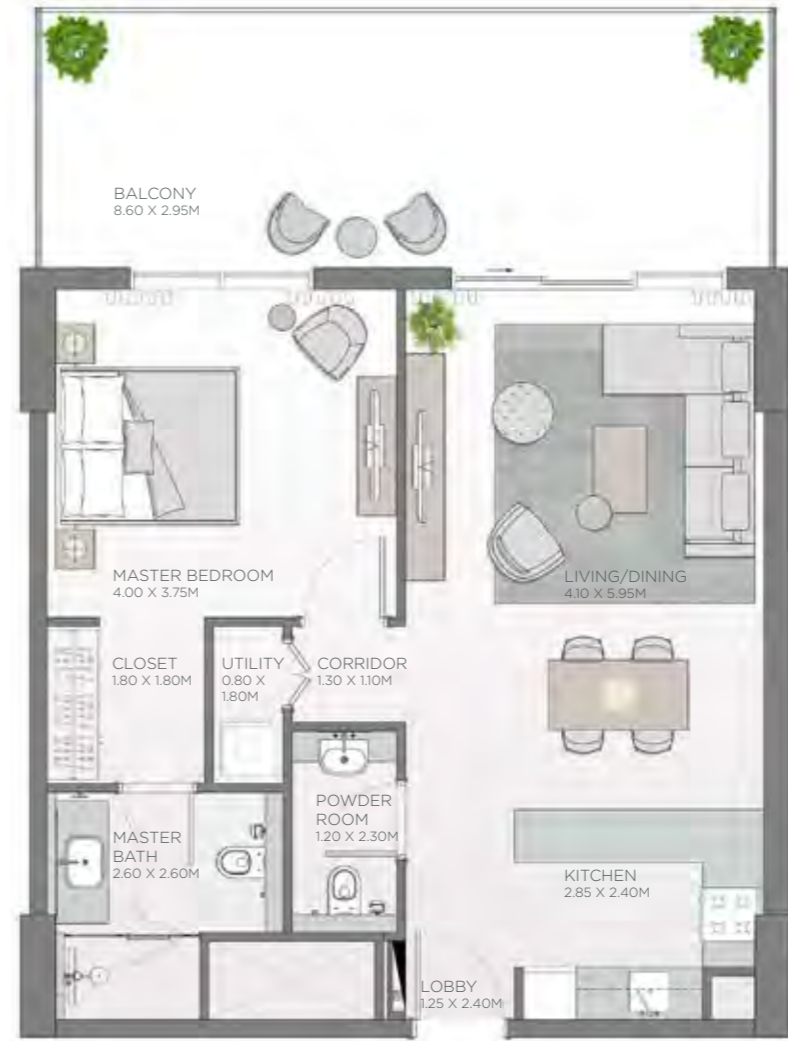 BALCONY
8.60 X 2.95M
MASTER BEDROOM
4.00 X 3.75M
LIVING/DINING
4.10 X 5.95M
CLOSET
1.80 X 1.80M
UTILITY
0.80 X
1.80M
CORRIDOR
1.30 X 1.10M
POWDER
ROOM
1.20 X 2.30M
MASTER
BATH
2.60 X 2.60M
KITCHEN
2.85 X 2.40M
LOBBY
1.25 X 2.40M